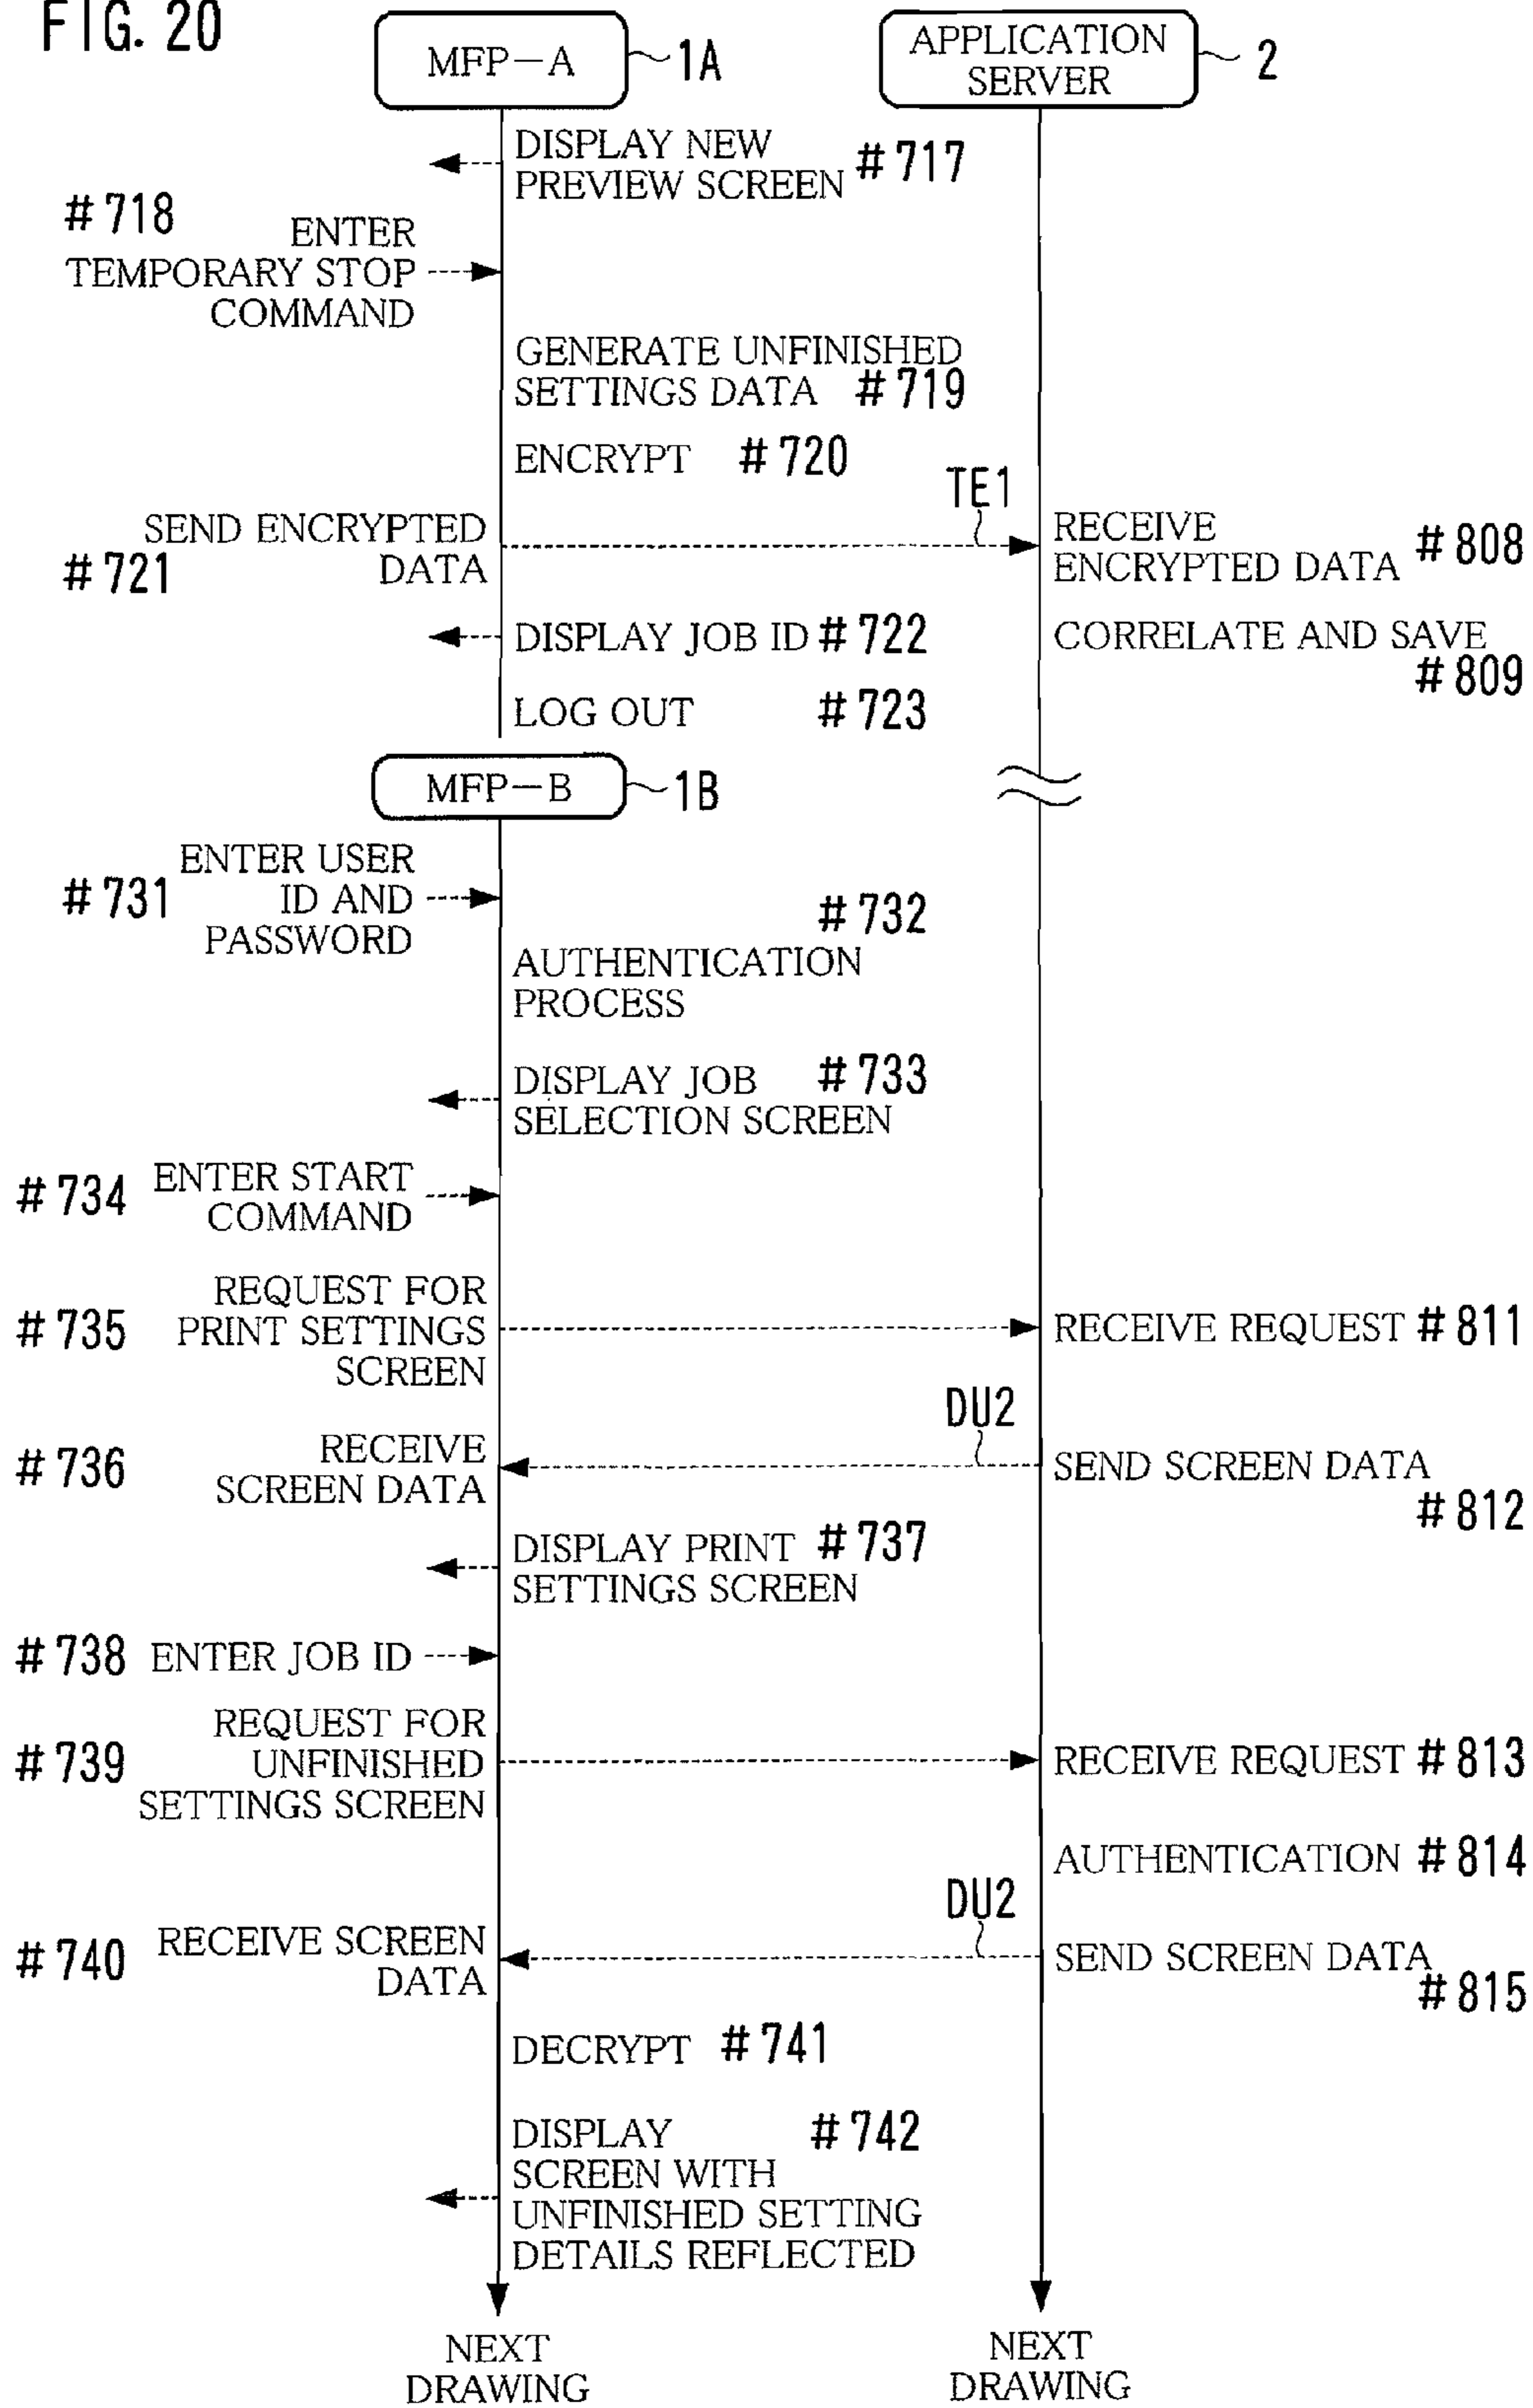 FIG. 20
MFP－A
1A
APPLICATION
SERVER
2
DISPLAY NEW
PREVIEW SCREEN
#717
#718
ENTER
TEMPORARY STOP
COMMAND
GENERATE UNFINISHED
SETTINGS DATA #719
ENCRYPT #720
TE1
SEND ENCRYPTED
DATA
#721
RECEIVE
ENCRYPTED DATA
#808
DISPLAY JOB ID #722
CORRELATE AND SAVE
#809
LOG OUT #723
MFP－B
1B
ENTER USER
ID AND
PASSWORD
#731
#732
AUTHENTICATION
PROCESS
DISPLAY JOB #733
SELECTION SCREEN
#734
ENTER START
COMMAND
#735
REQUEST FOR
PRINT SETTINGS
SCREEN
RECEIVE REQUEST #811
DU2
#736
RECEIVE
SCREEN DATA
SEND SCREEN DATA
#812
DISPLAY PRINT #737
SETTINGS SCREEN
#738 ENTER JOB ID
#739
REQUEST FOR
UNFINISHED
SETTINGS SCREEN
RECEIVE REQUEST #813
AUTHENTICATION #814
DU2
#740
RECEIVE SCREEN
DATA
SEND SCREEN DATA
#815
DECRYPT #741
DISPLAY #742
SCREEN WITH
UNFINISHED SETTING
DETAILS REFLECTED
NEXT
DRAWING
NEXT
DRAWING